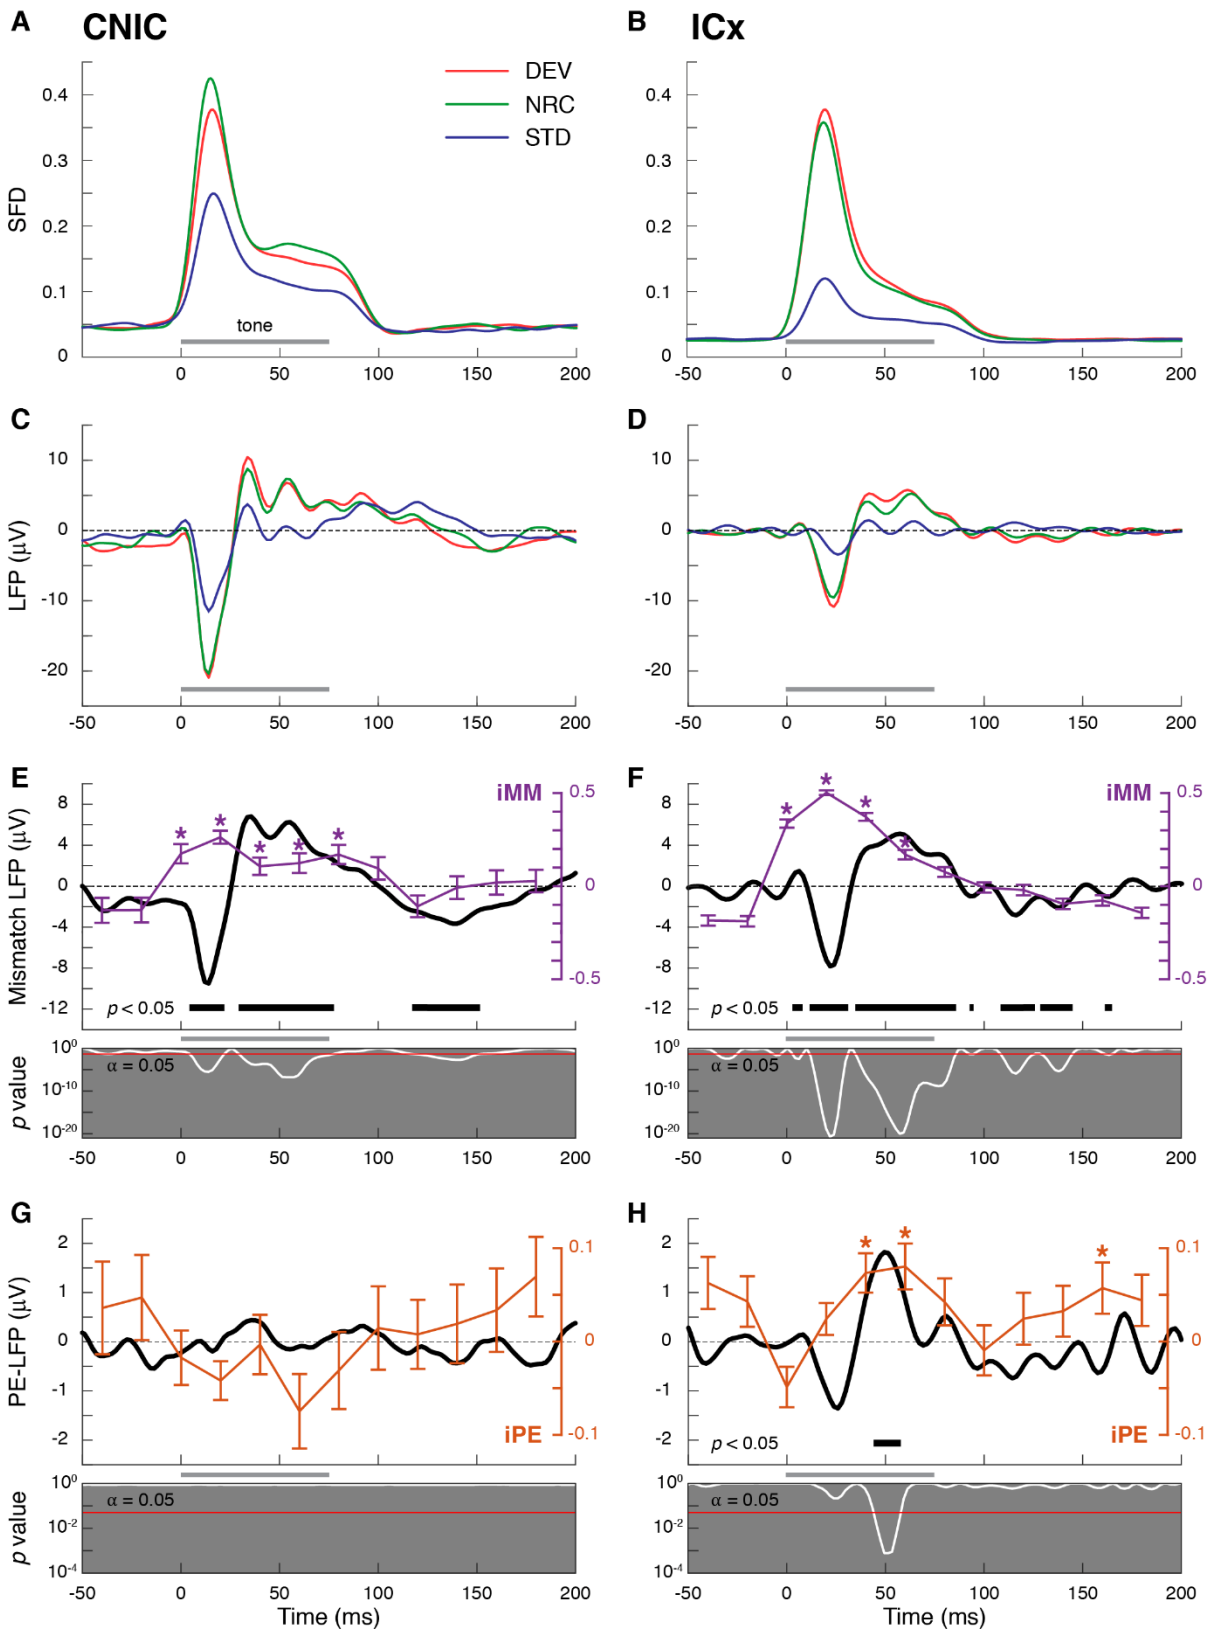 A CNIC
B ICx
DEV
NRC
STD
SFD
0.4
0.3
0.2
0.1
0
tone
-50 0 50 100 150 200
0.4
0.3
0.2
0.1
0
-50 0 50 100 150 200
C
D
LFP (μV)
10
0
-10
-20
-50 0 50 100 150 200
10
0
-10
-20
-50 0 50 100 150 200
E
Mismatch LFP (μV)
8
4
0
-4
-8
-12
iMM
0.5
0
-0.5
* * * * *
p < 0.05
p value
10⁰
10⁻¹⁰
10⁻²⁰
α = 0.05
-50 0 50 100 150 200
F
8
4
0
-4
-8
-12
iMM
0.5
0
-0.5
* * * *
p < 0.05
10⁰
10⁻¹⁰
10⁻²⁰
α = 0.05
-50 0 50 100 150 200
G
PE-LFP (μV)
2
1
0
-1
-2
0.1
0
-0.1
iPE
p value
10⁰
10⁻²
10⁻⁴
α = 0.05
-50 0 50 100 150 200
Time (ms)
H
2
1
0
-1
-2
* * *
0.1
0
-0.1
iPE
p < 0.05
10⁰
10⁻²
10⁻⁴
α = 0.05
-50 0 50 100 150 200
Time (ms)